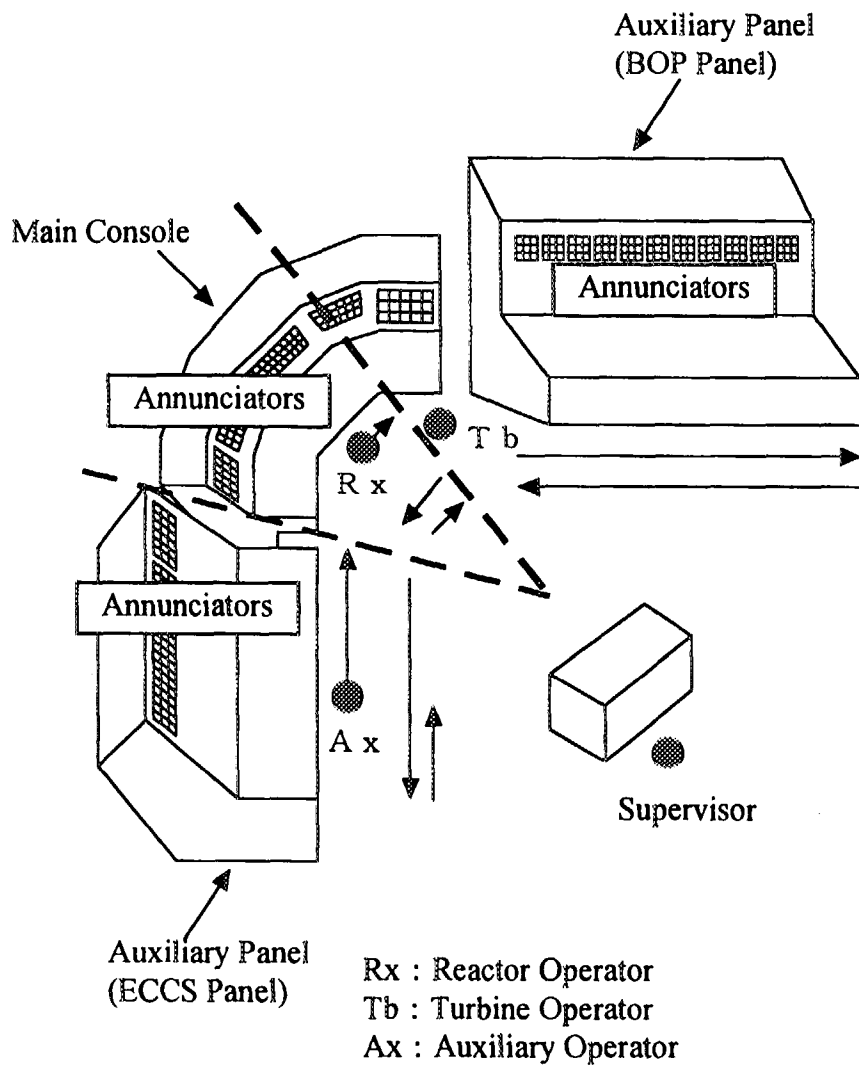 Auxiliary Panel
(BOP Panel)
Main Console
Annunciators
Annunciators
T b
R x
Annunciators
A x
Supervisor
Auxiliary Panel
(ECCS Panel)
Rx : Reactor Operator
Tb : Turbine Operator
Ax : Auxiliary Operator